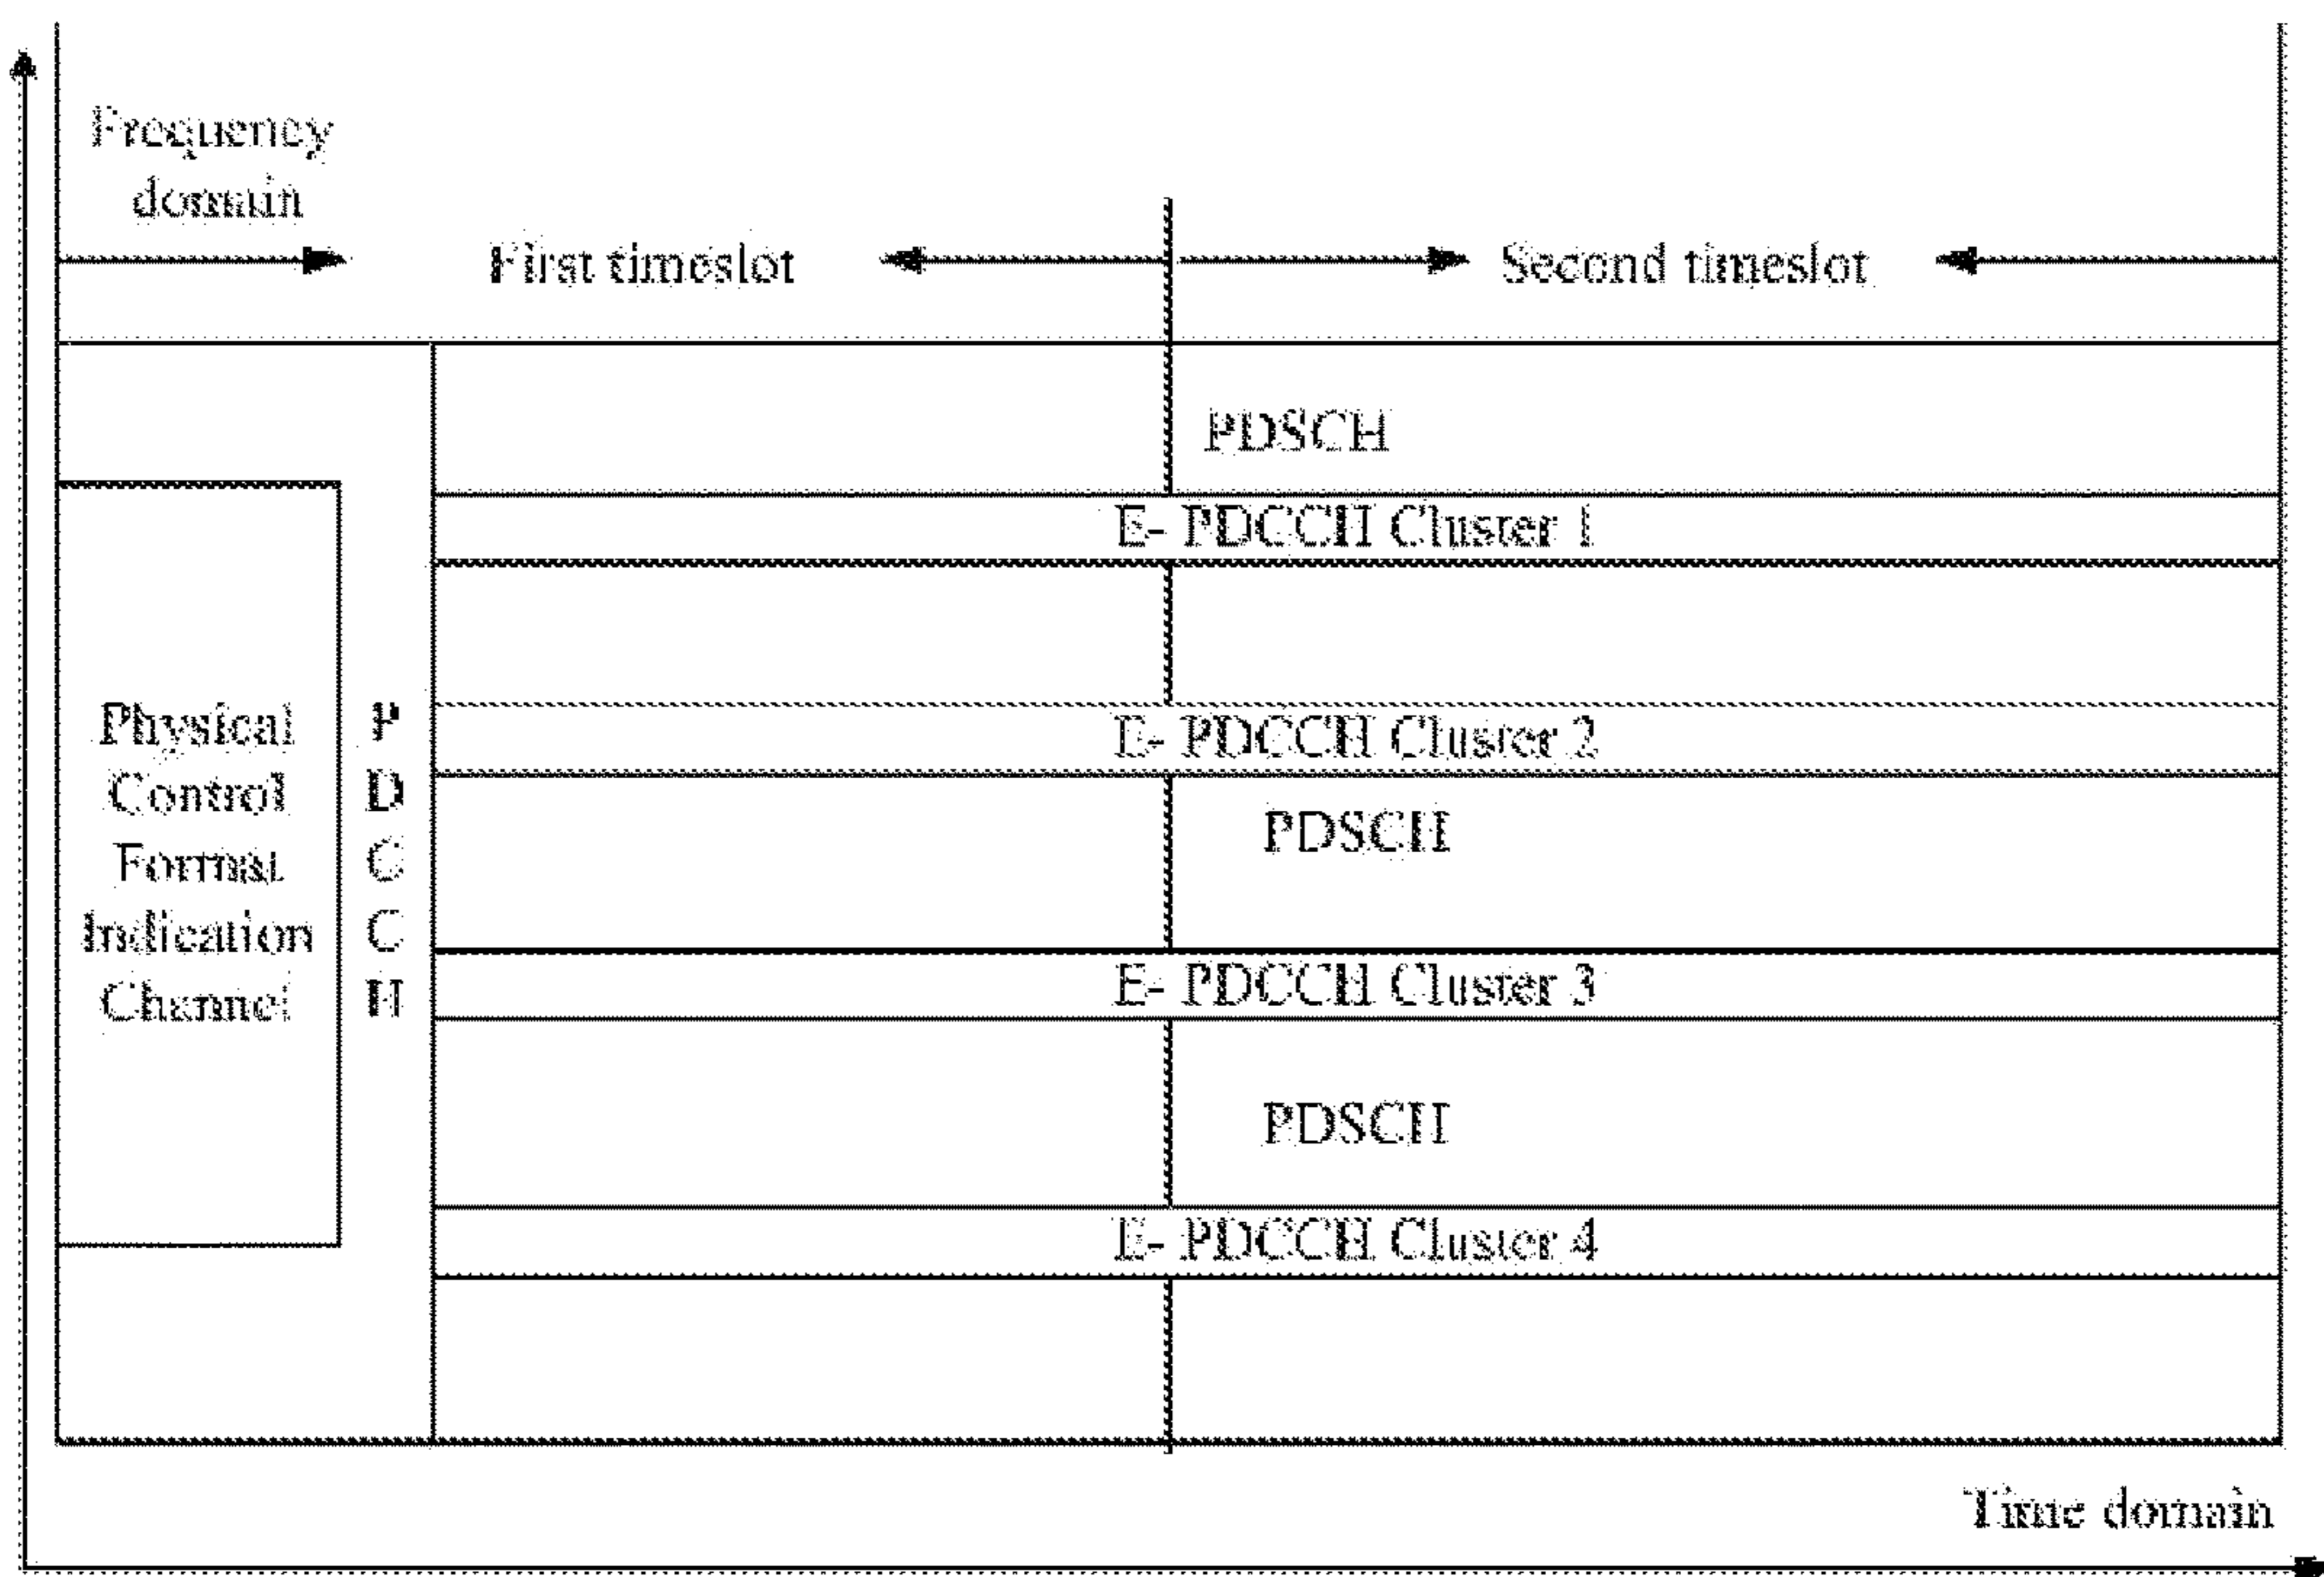 Frequency
domain
First timeslot
Second timeslot
PDSCH
E- PDCCH Cluster 1
E- PDCCH Cluster 2
PDSCH
Physical
Control
Format
Indication
Channel
P
D
C
C
H
E- PDCCH Cluster 3
PDSCH
E- PDCCH Cluster 4
Time domain